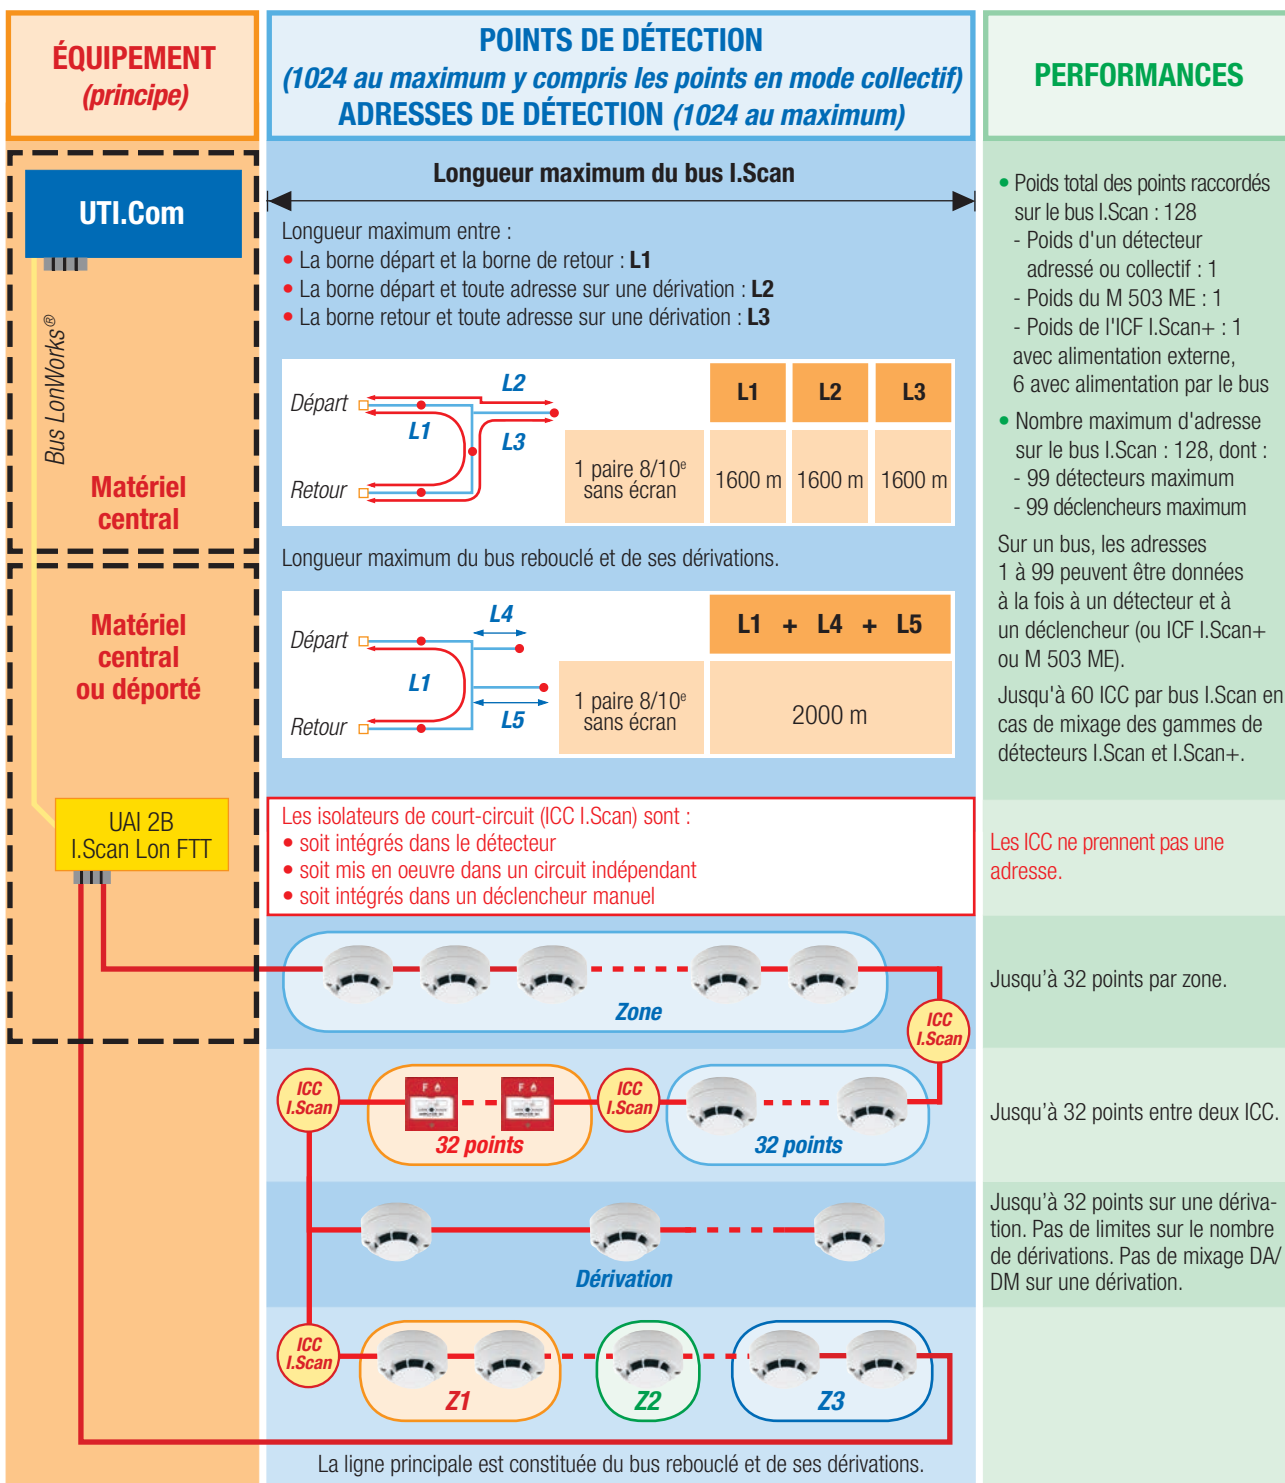 ÉQUIPEMENT
(principe)
POINTS DE DÉTECTION
(1024 au maximum y compris les points en mode collectif)
ADRESSES DE DÉTECTION (1024 au maximum)
PERFORMANCES
UTI.Com
Bus LonWorks®
Matériel
central
Matériel
central
ou déporté
UAI 2B
I.Scan Lon FTT
Longueur maximum du bus I.Scan
Longueur maximum entre :
• La borne départ et la borne de retour : L1
• La borne départ et toute adresse sur une dérivation : L2
• La borne retour et toute adresse sur une dérivation : L3
Départ
L2
L1
L3
Retour
L1 L2 L3
1 paire 8/10e
sans écran
1600 m 1600 m 1600 m
Longueur maximum du bus rebouclé et de ses dérivations.
Départ
L4
L1
L5
Retour
L1 + L4 + L5
1 paire 8/10e
sans écran
2000 m
Les isolateurs de court-circuit (ICC I.Scan) sont :
• soit intégrés dans le détecteur
• soit mis en oeuvre dans un circuit indépendant
• soit intégrés dans un déclencheur manuel
Zone
ICC
I.Scan
ICC
I.Scan
F
F
32 points
ICC
I.Scan
32 points
Dérivation
ICC
I.Scan
Z1
Z2
Z3
La ligne principale est constituée du bus rebouclé et de ses dérivations.
• Poids total des points raccordés
sur le bus I.Scan : 128
- Poids d'un détecteur
adressé ou collectif : 1
- Poids du M 503 ME : 1
- Poids de l'ICF I.Scan+ : 1
avec alimentation externe,
6 avec alimentation par le bus
• Nombre maximum d'adresse
sur le bus I.Scan : 128, dont :
- 99 détecteurs maximum
- 99 déclencheurs maximum
Sur un bus, les adresses
1 à 99 peuvent être données
à la fois à un détecteur et à
un déclencheur (ou ICF I.Scan+
ou M 503 ME).
Jusqu'à 60 ICC par bus I.Scan en
cas de mixage des gammes de
détecteurs I.Scan et I.Scan+.
Les ICC ne prennent pas une
adresse.
Jusqu'à 32 points par zone.
Jusqu'à 32 points entre deux ICC.
Jusqu'à 32 points sur une dériva-
tion. Pas de limites sur le nombre
de dérivations. Pas de mixage DA/
DM sur une dérivation.